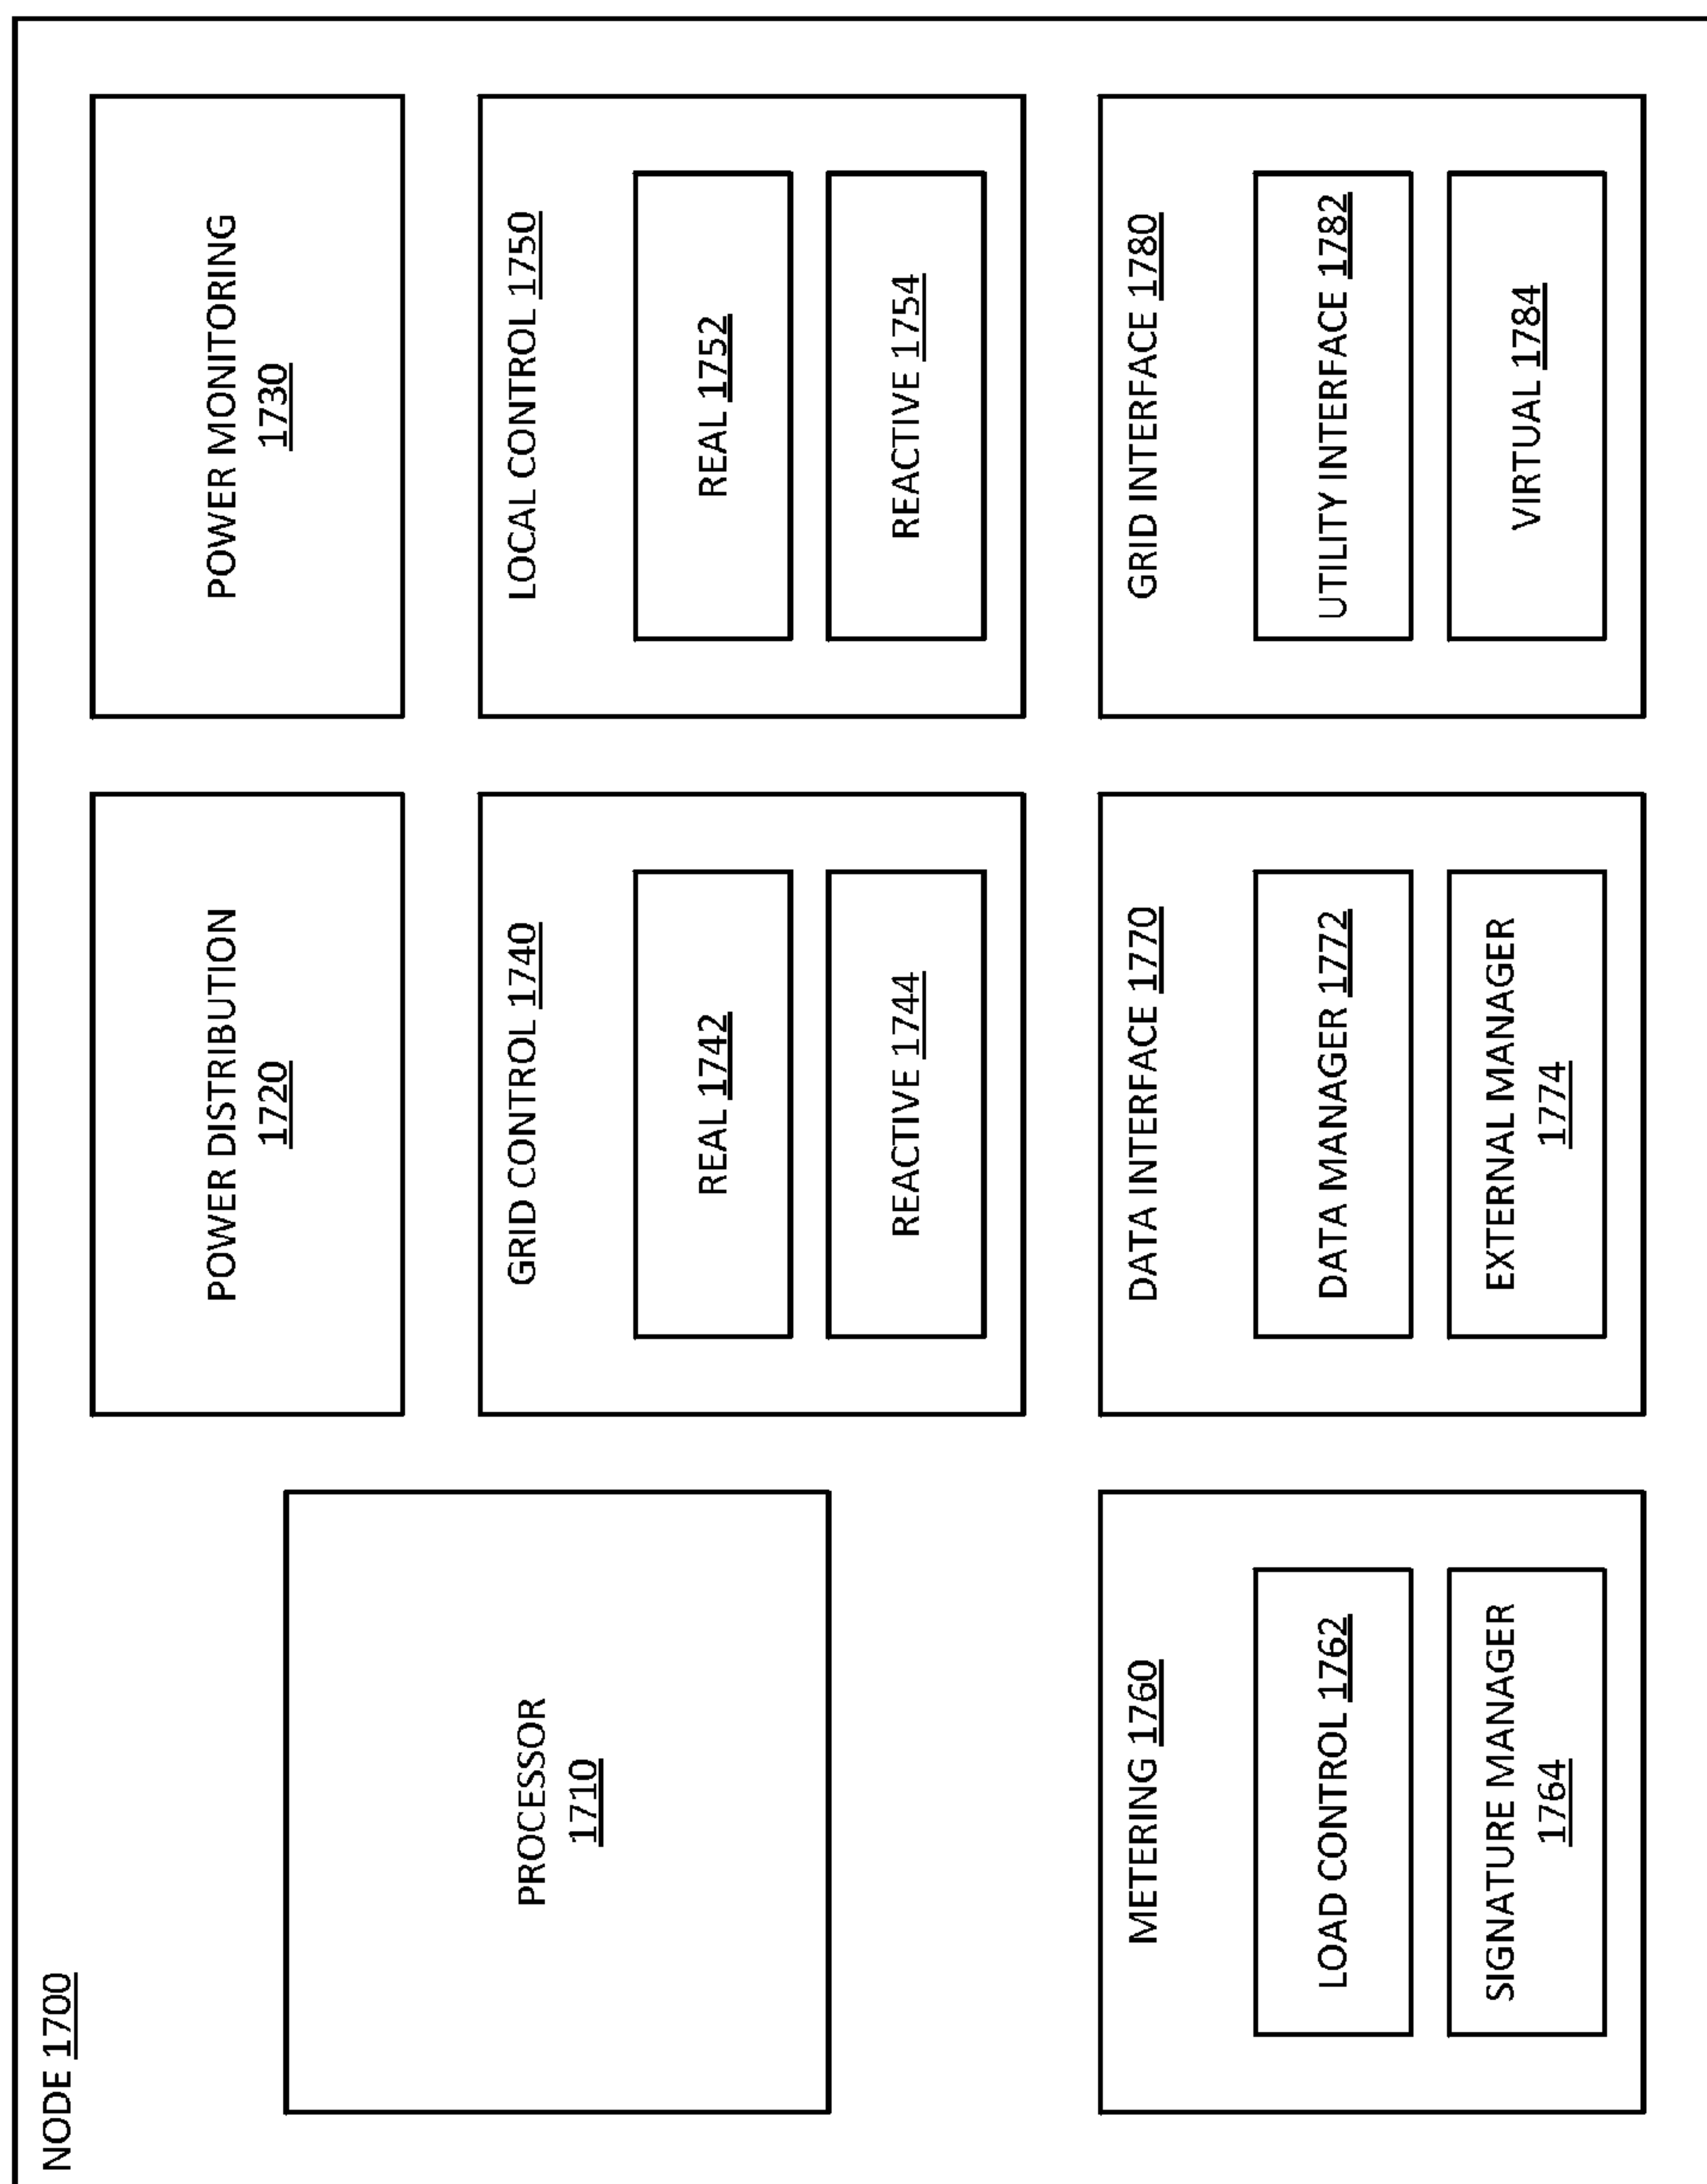 NODE 1700
PROCESSOR
1710
POWER DISTRIBUTION
1720
POWER MONITORING
1730
GRID CONTROL 1740
REAL 1742
REACTIVE 1744
LOCAL CONTROL 1750
REAL 1752
REACTIVE 1754
METERING 1760
LOAD CONTROL 1762
SIGNATURE MANAGER
1764
DATA INTERFACE 1770
DATA MANAGER 1772
EXTERNAL MANAGER
1774
GRID INTERFACE 1780
UTILITY INTERFACE 1782
VIRTUAL 1784